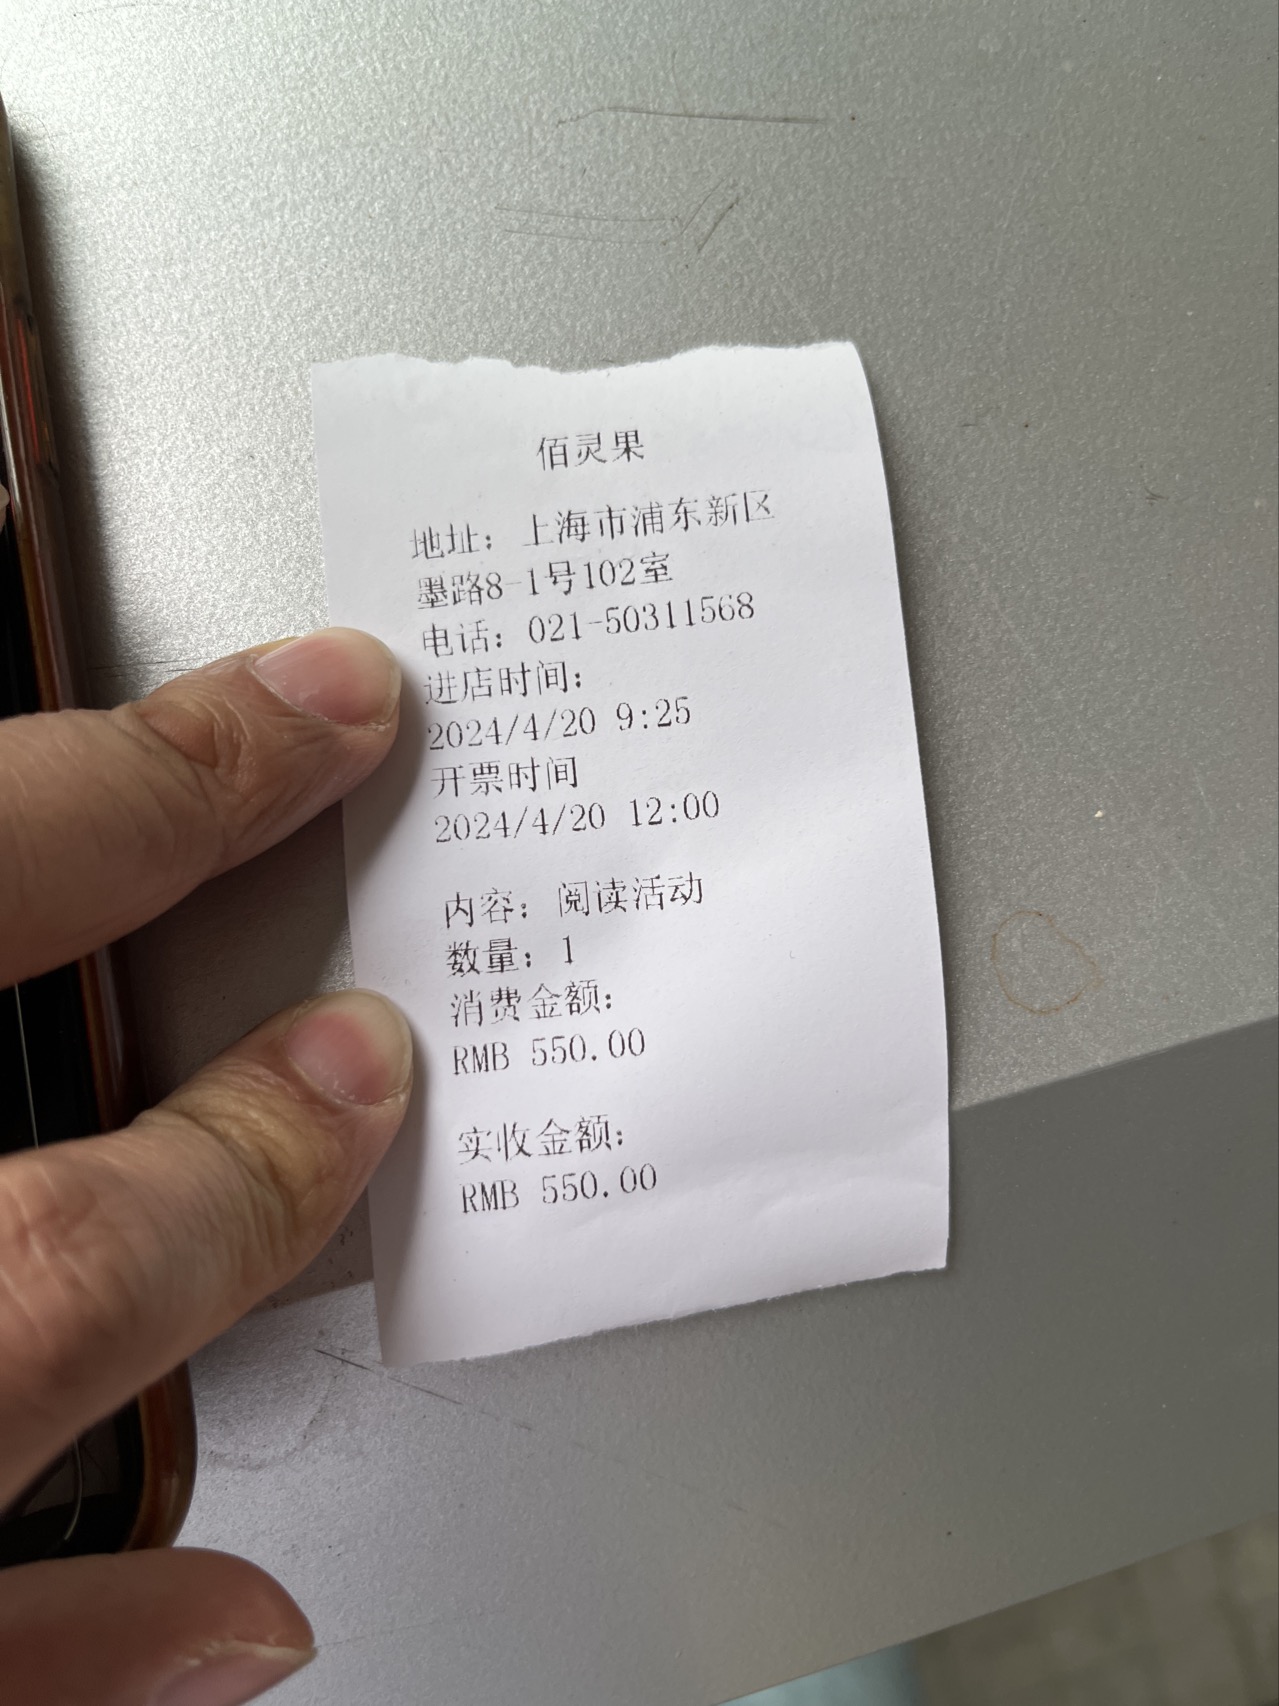 佰灵果
地址：上海市浦东新区
墨路8-1号102室
电话：021-50311568
进店时间：
2024/4/20 9:25
开票时间
2024/4/20 12:00
内容：阅读活动
数量：1
消费金额：
RMB 550.00
实收金额：
RMB 550.00